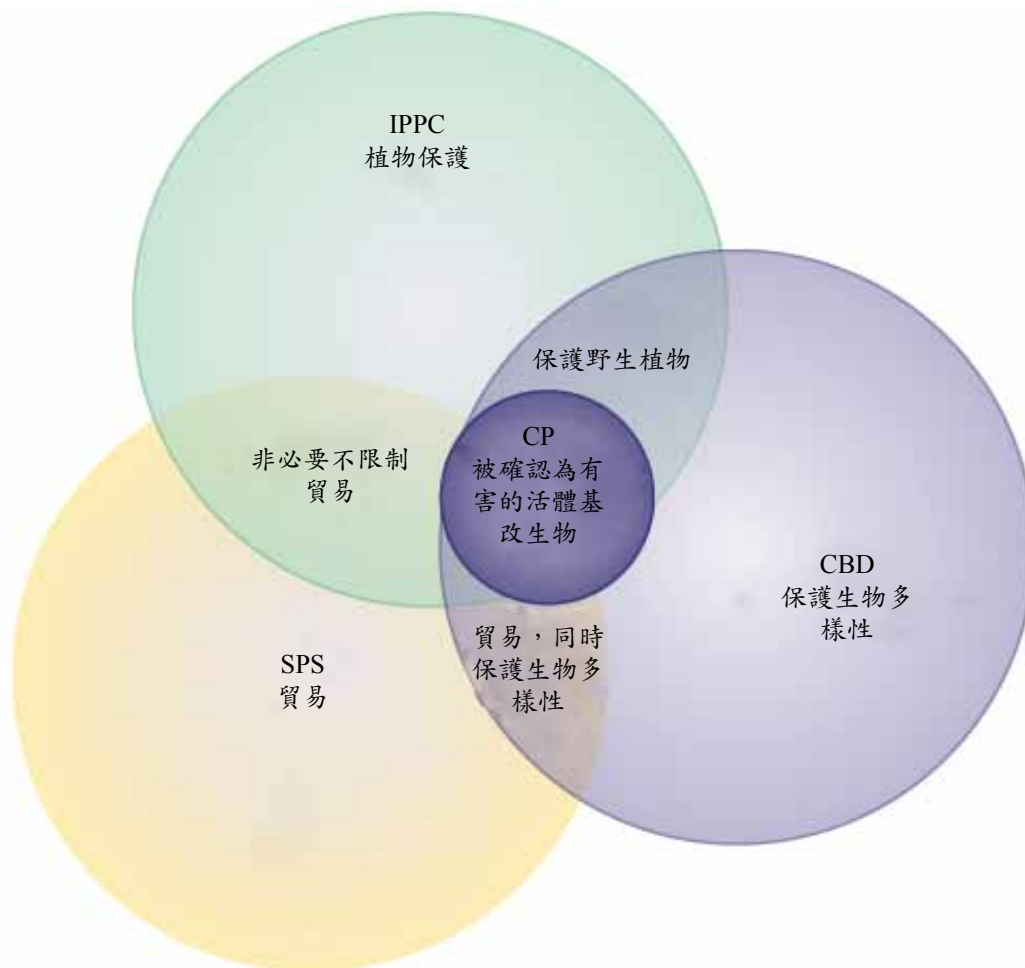 IPPC
植物保護
保護野生植物
CP
被確認為有
害的活體基
改生物
非必要不限制
貿易
CBD
保護生物多
樣性
貿易，同時
保護生物多
樣性
SPS
貿易